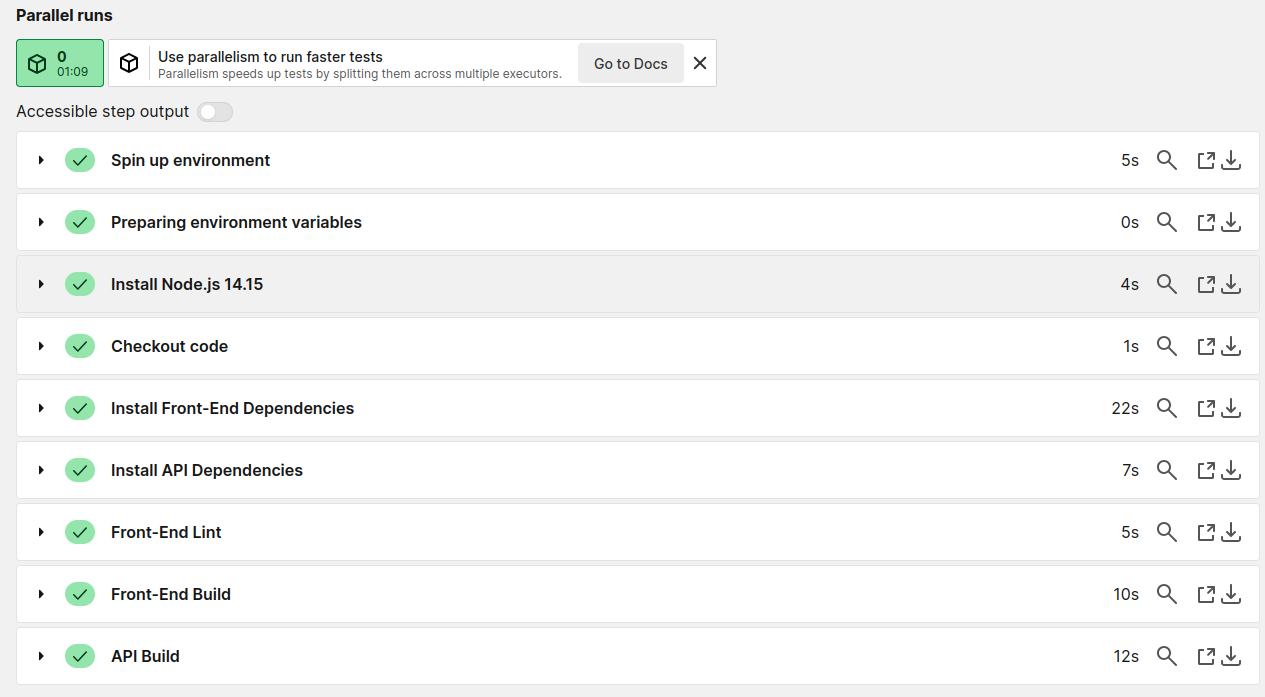 Parallel runs
0
01:09
Use parallelism to run faster tests
Parallelism speeds up tests by splitting them across multiple executors.
Go to Docs
Accessible step output
Spin up environment 5s
Preparing environment variables 0s
Install Node.js 14.15 4s
Checkout code 1s
Install Front-End Dependencies 22s
Install API Dependencies 7s
Front-End Lint 5s
Front-End Build 10s
API Build 12s